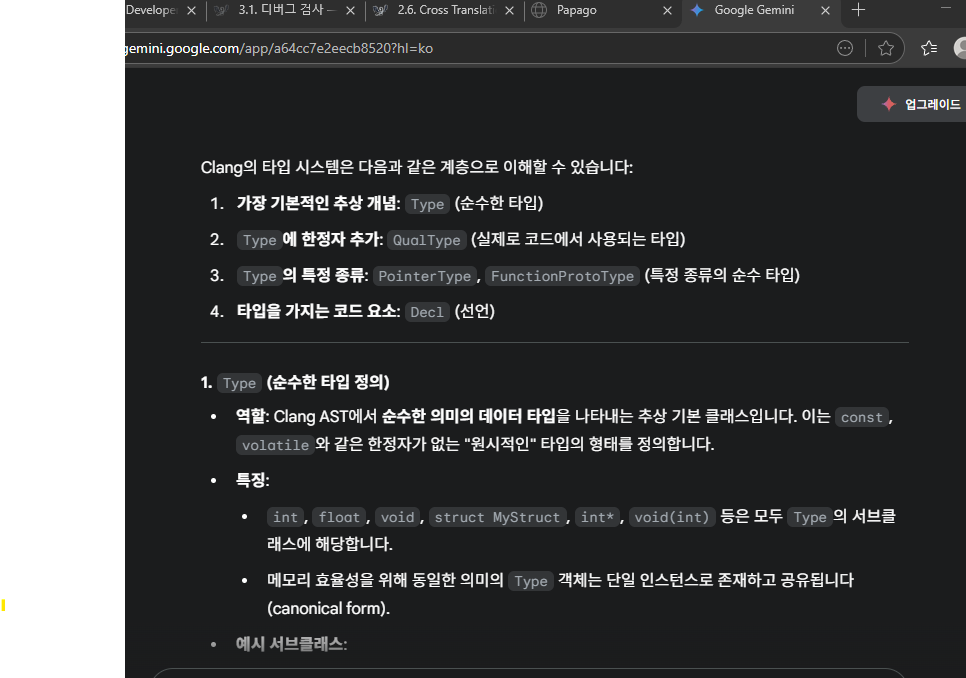 Developer
3.1. 디버그 검사 –
2.6. Cross Translati
Papago
Google Gemini
gemini.google.com/app/a64cc7e2eecb8520?hl=ko
업그레이드
Clang의 타입 시스템은 다음과 같은 계층으로 이해할 수 있습니다:
1. 가장 기본적인 추상 개념: Type (순수한 타입)
2. Type에 한정자 추가: QualType (실제로 코드에서 사용되는 타입)
3. Type의 특정 종류: PointerType, FunctionProtoType (특정 종류의 순수 타입)
4. 타입을 가지는 코드 요소: Decl (선언)
1. Type (순수한 타입 정의)
• 역할: Clang AST에서 순수한 의미의 데이터 타입을 나타내는 추상 기본 클래스입니다. 이는 const,
volatile와 같은 한정자가 없는 "원시적인" 타입의 형태를 정의합니다.
• 특징:
• int, float, void, struct MyStruct, int*, void(int) 등은 모두 Type의 서브클
래스에 해당합니다.
• 메모리 효율성을 위해 동일한 의미의 Type 객체는 단일 인스턴스로 존재하고 공유됩니다
(canonical form).
• 예시 서브클래스: